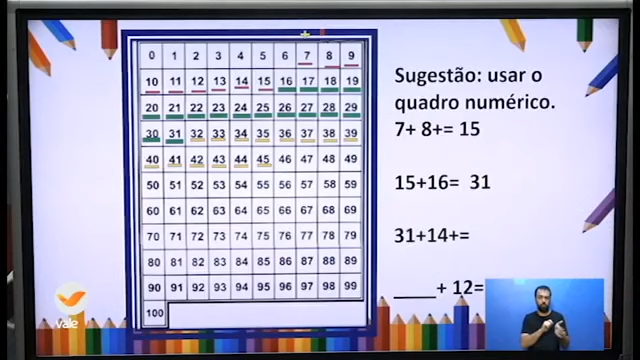 0 1 2 3 4 5 6 7 8 9
10 11 12 13 14 15 16 17 18 19
20 21 22 23 24 25 26 27 28 29
30 31 32 33 34 35 36 37 38 39
40 41 42 43 44 45 46 47 48 49
50 51 52 53 54 55 56 57 58 59
60 61 62 63 64 65 66 67 68 69
70 71 72 73 74 75 76 77 78 79
80 81 82 83 84 85 86 87 88 89
90 91 92 93 94 95 96 97 98 99
100
Sugestão: usar o
quadro numérico.
7+ 8+= 15
15+16= 31
31+14+=
____+ 12=
vale